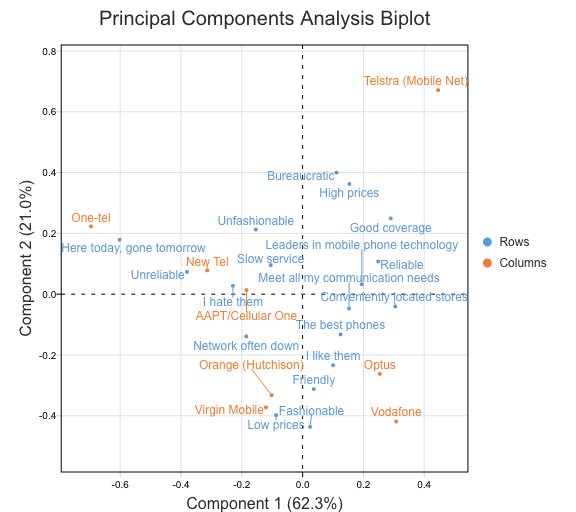 Principal Components Analysis Biplot
0.8
Telstra (Mobile Net)
0.6
0.4
Bureaucratic
High prices
One-tel
Unfashionable
Good coverage
0.2
Here today, gone tomorrow
Leaders in mobile phone technology
Rows
New Tel
Slow service
Reliable
Columns
Unreliable
Meet all my communication needs
0.0
I hate them
Conveniently located stores
AAPT/Cellular One
The best phones
Network often down
-0.2
I like them
Orange (Hutchison)
Optus
Friendly
Virgin Mobile
Fashionable
Vodafone
-0.4
Low prices
Component 2 (21.0%)
-0.6
-0.4
-0.2
0.0
0.2
0.4
Component 1 (62.3%)